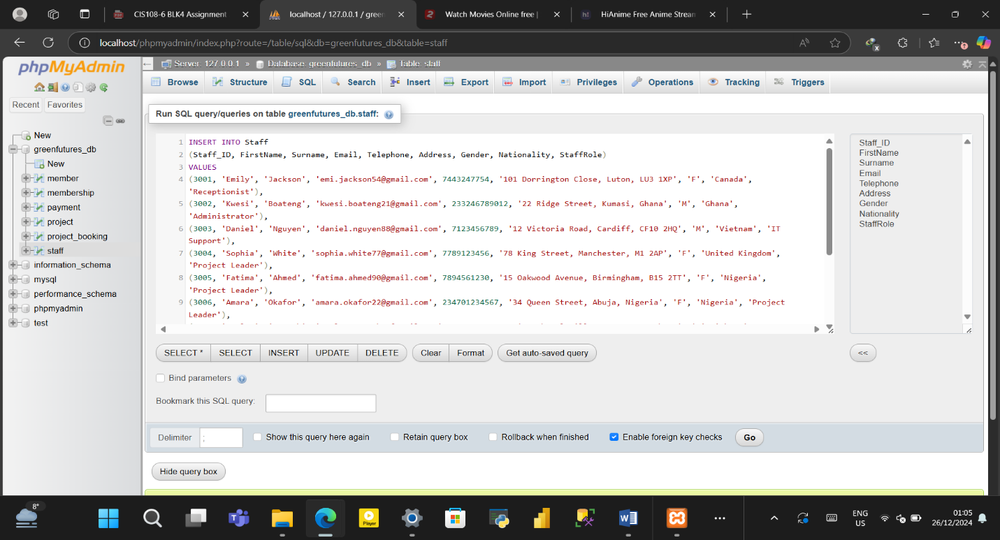 CIS108-6 BLK4 Assignment
localhost / 127.0.0.1 / green
Watch Movies Online free |
HiAnime Free Anime Stream
localhost/phpmyadmin/index.php?route=/table/sql&db=greenfutures_db&table=staff
phpMyAdmin
Recent
Favorites
New
greenfutures_db
New
member
membership
payment
project
project_booking
staff
information_schema
mysql
performance_schema
phpmyadmin
test
Server: 127.0.0.1 » Database: greenfutures_db » Table: staff
Browse
Structure
SQL
Search
Insert
Export
Import
Privileges
Operations
Tracking
Triggers
Run SQL query/queries on table greenfutures_db.staff:
1 INSERT INTO Staff
2 (Staff_ID, FirstName, Surname, Email, Telephone, Address, Gender, Nationality, StaffRole)
3 VALUES
4 (3001, 'Emily', 'Jackson', 'emi.jackson54@gmail.com', 7443247754, '101 Dorrington Close, Luton, LU3 1XP', 'F', 'Canada',
'Receptionist'),
5 (3002, 'Kwesi', 'Boateng', 'kwesi.boateng21@gmail.com', 233246789012, '22 Ridge Street, Kumasi, Ghana', 'M', 'Ghana',
'Administrator'),
6 (3003, 'Daniel', 'Nguyen', 'daniel.nguyen88@gmail.com', 7123456789, '12 Victoria Road, Cardiff, CF10 2HQ', 'M', 'Vietnam', 'IT
Support'),
7 (3004, 'Sophia', 'White', 'sophia.white77@gmail.com', 7789123456, '78 King Street, Manchester, M1 2AP', 'F', 'United Kingdom',
'Project Leader'),
8 (3005, 'Fatima', 'Ahmed', 'fatima.ahmed90@gmail.com', 7894561230, '15 Oakwood Avenue, Birmingham, B15 2TT', 'F', 'Nigeria',
'Project Leader'),
9 (3006, 'Amara', 'Okafor', 'amara.okafor22@gmail.com', 234701234567, '34 Queen Street, Abuja, Nigeria', 'F', 'Nigeria', 'Project
Leader'),
Staff_ID
FirstName
Surname
Email
Telephone
Address
Gender
Nationality
StaffRole
SELECT *
SELECT
INSERT
UPDATE
DELETE
Clear
Format
Get auto-saved query
<<
Bind parameters
Bookmark this SQL query:
Delimiter
;
Show this query here again
Retain query box
Rollback when finished
Enable foreign key checks
Go
Hide query box
8°
Player
ENG
US
01:05
26/12/2024